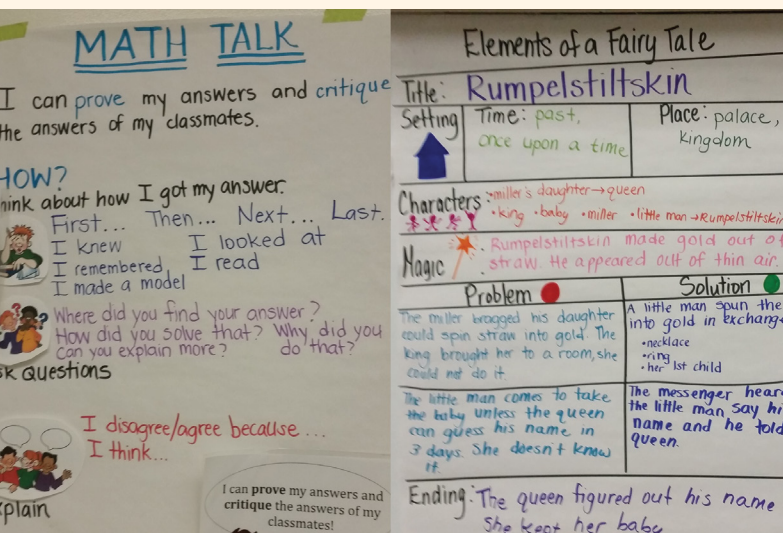 MATH TALK
I can prove my answers and critique
the answers of my classmates.
HOW?
ink about how I got my answer.
First... Then... Next... Last.
I knew I looked at
I remembered I read
I made a model
Where did you find your answer?
How did you solve that? Why did you
Can you explain more? do that?
sk Questions
I disagree/agree because...
I think...
plain
I can prove my answers and
critique the answers of my
classmates!
Elements of a Fairy Tale
Title: Rumpelstiltskin
Setting
Time: past,
once upon a time
Place: palace,
kingdom
Characters
•miller's daughter→queen
•king •baby •miller •little man→Rumpelstiltskin
Magic
Rumpelstiltskin made gold out of
straw. He appeared out of thin air.
Problem
Solution
The miller bragged his daughter
could spin straw into gold. The
king brought her to a room, she
could not do it.
A little man spun the
into gold in exchang
•necklace
•ring
•her 1st child
The little man comes to take
the baby unless the queen
can guess his name in
3 days. She doesn't know
it.
The messenger hear
the little man say hi
name and he told
queen.
Ending: The queen figured out his name
She kept her baby